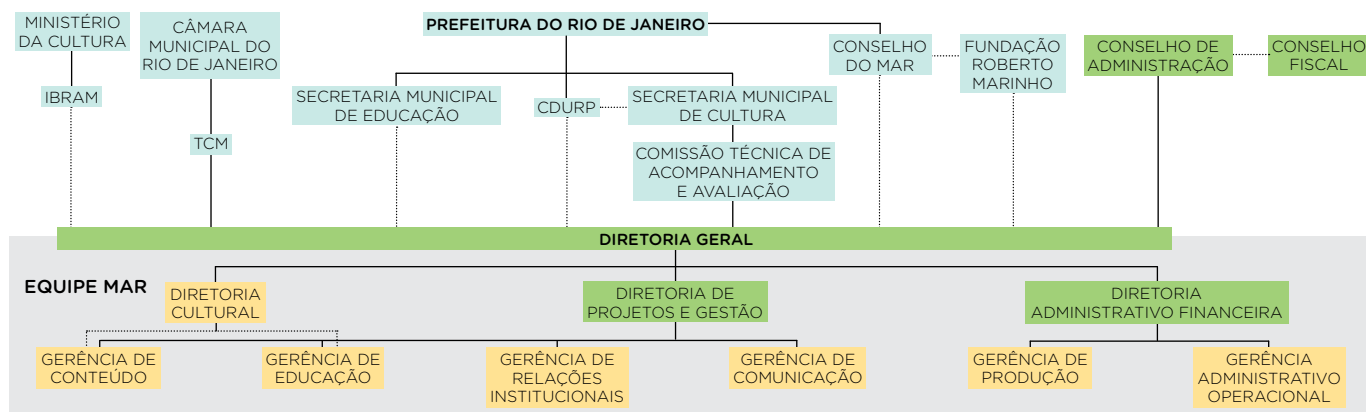 MINISTÉRIO
DA CULTURA
CÂMARA
MUNICIPAL DO
RIO DE JANEIRO
PREFEITURA DO RIO DE JANEIRO
CONSELHO
DO MAR
FUNDAÇÃO
ROBERTO
MARINHO
CONSELHO DE
ADMINISTRAÇÃO
CONSELHO
FISCAL
IBRAM
SECRETARIA MUNICIPAL
DE EDUCAÇÃO
CDURP
SECRETARIA MUNICIPAL
DE CULTURA
TCM
COMISSÃO TÉCNICA DE
ACOMPANHAMENTO
E AVALIAÇÃO
DIRETORIA GERAL
EQUIPE MAR
DIRETORIA
CULTURAL
DIRETORIA DE
PROJETOS E GESTÃO
DIRETORIA
ADMINISTRATIVO FINANCEIRA
GERÊNCIA DE
CONTEÚDO
GERÊNCIA DE
EDUCAÇÃO
GERÊNCIA DE
RELAÇÕES
INSTITUCIONAIS
GERÊNCIA DE
COMUNICAÇÃO
GERÊNCIA DE
PRODUÇÃO
GERÊNCIA
ADMINISTRATIVO
OPERACIONAL